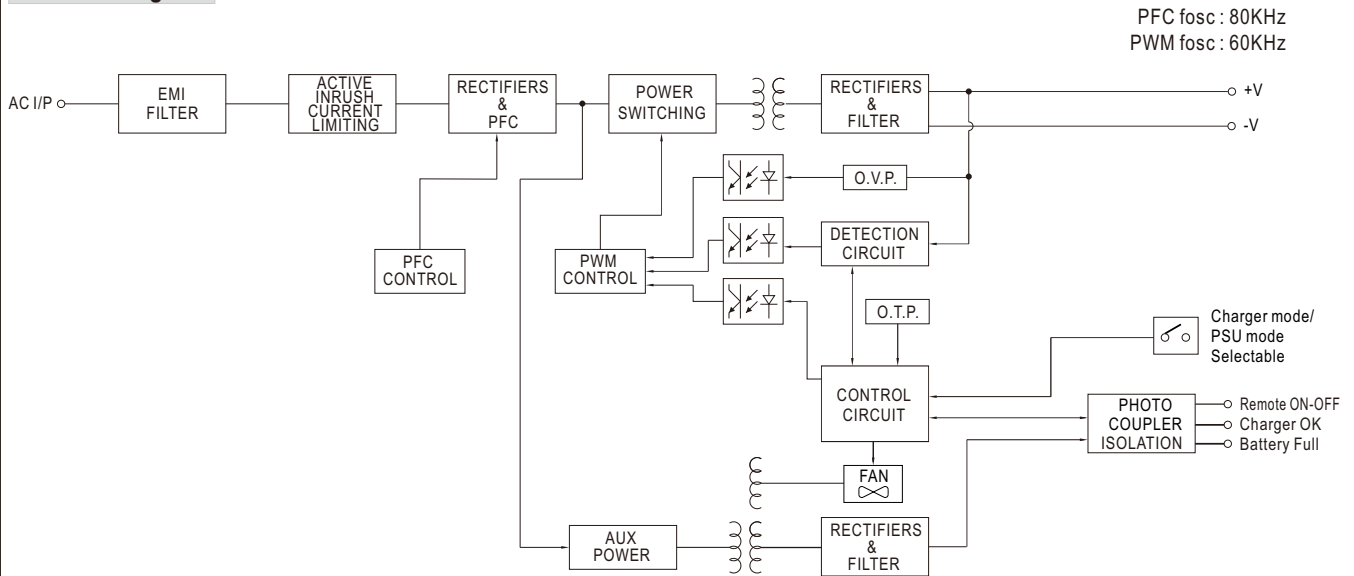 PFC fosc : 80KHz
PWM fosc : 60KHz
AC I/P
EMI
FILTER
ACTIVE
INRUSH
CURRENT
LIMITING
RECTIFIERS
&
PFC
POWER
SWITCHING
RECTIFIERS
&
FILTER
+V
-V
O.V.P.
PFC
CONTROL
PWM
CONTROL
DETECTION
CIRCUIT
O.T.P.
Charger mode/
PSU mode
Selectable
CONTROL
CIRCUIT
PHOTO
COUPLER
ISOLATION
Remote ON-OFF
Charger OK
Battery Full
FAN
AUX
POWER
RECTIFIERS
&
FILTER